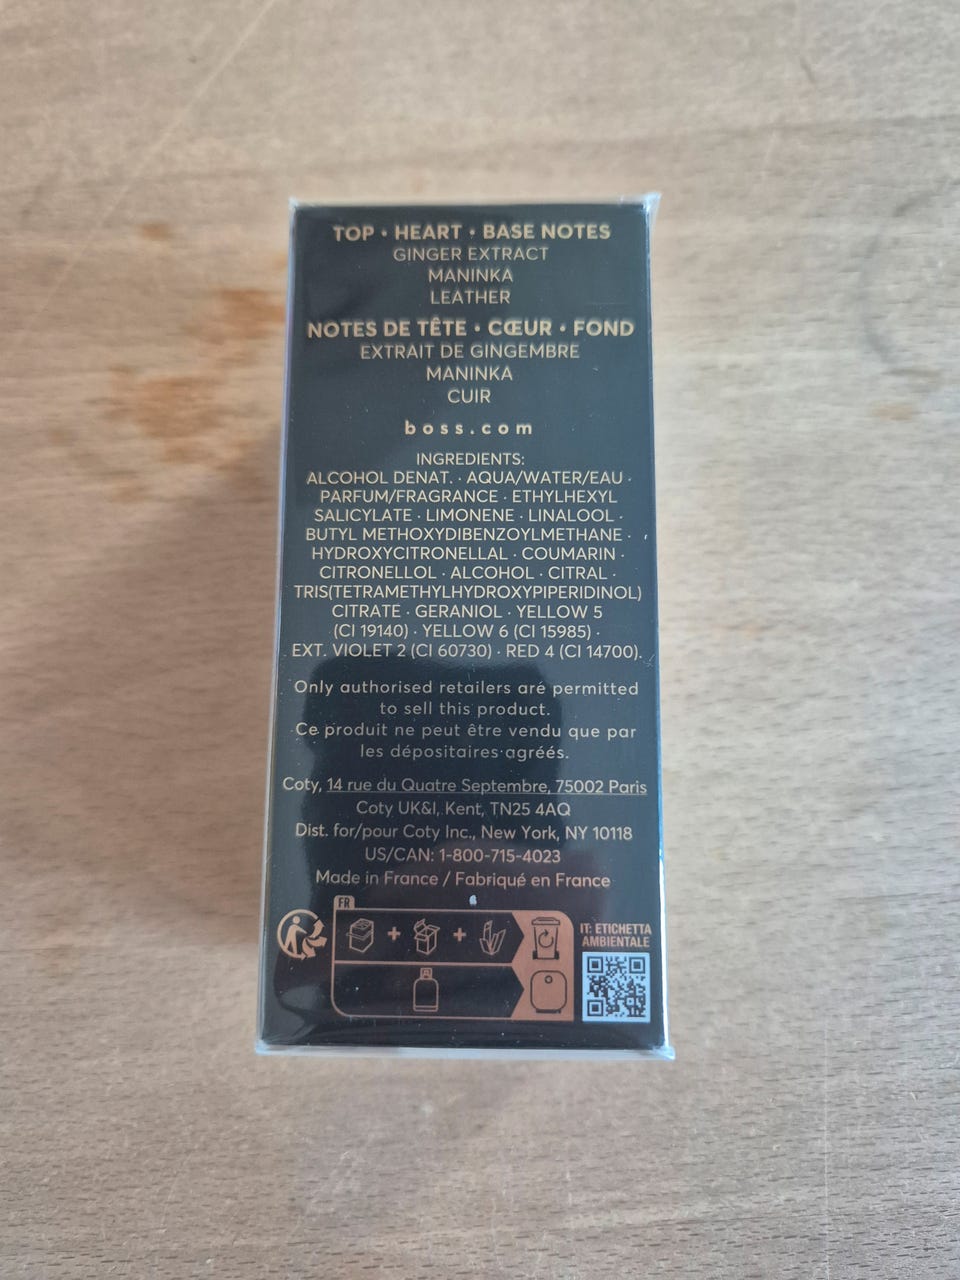 TOP · HEART · BASE NOTES
GINGER EXTRACT
MANINKA
LEATHER
NOTES DE TÊTE · CŒUR · FOND
EXTRAIT DE GINGEMBRE
MANINKA
CUIR
boss.com
INGREDIENTS:
ALCOHOL DENAT. · AQUA/WATER/EAU ·
PARFUM/FRAGRANCE · ETHYLHEXYL
SALICYLATE · LIMONENE · LINALOOL ·
BUTYL METHOXYDIBENZOYLMETHANE ·
HYDROXYCITRONELLAL · COUMARIN ·
CITRONELLOL · ALCOHOL · CITRAL ·
TRIS(TETRAMETHYLHYDROXYPIPERIDINOL)
CITRATE · GERANIOL · YELLOW 5
(CI 19140) · YELLOW 6 (CI 15985) ·
EXT. VIOLET 2 (CI 60730) · RED 4 (CI 14700).
Only authorised retailers are permitted
to sell this product.
Ce produit ne peut être vendu que par
les dépositaires agréés.
Coty, 14 rue du Quatre Septembre, 75002 Paris
Coty UK&I, Kent, TN25 4AQ
Dist. for/pour Coty Inc., New York, NY 10118
US/CAN: 1-800-715-4023
Made in France / Fabriqué en France
FR
IT: ETICHETTA
AMBIENTALE